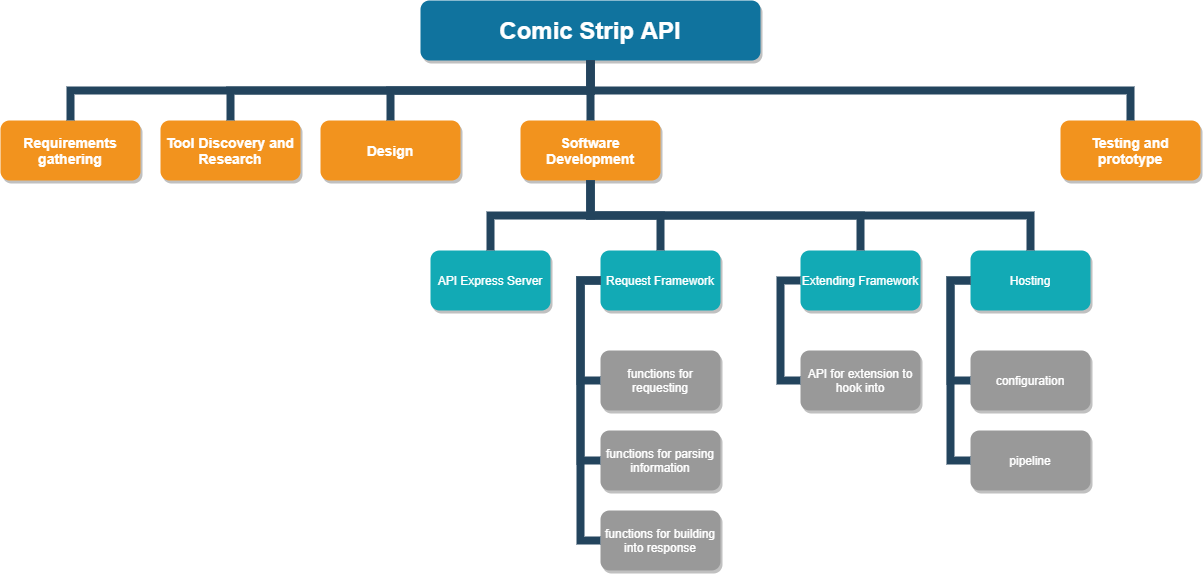 Comic Strip API
Requirements
gathering
Tool Discovery and
Research
Design
Software
Development
Testing and
prototype
API Express Server
Request Framework
Extending Framework
Hosting
functions for
requesting
API for extension to
hook into
configuration
functions for parsing
information
pipeline
functions for building
into response